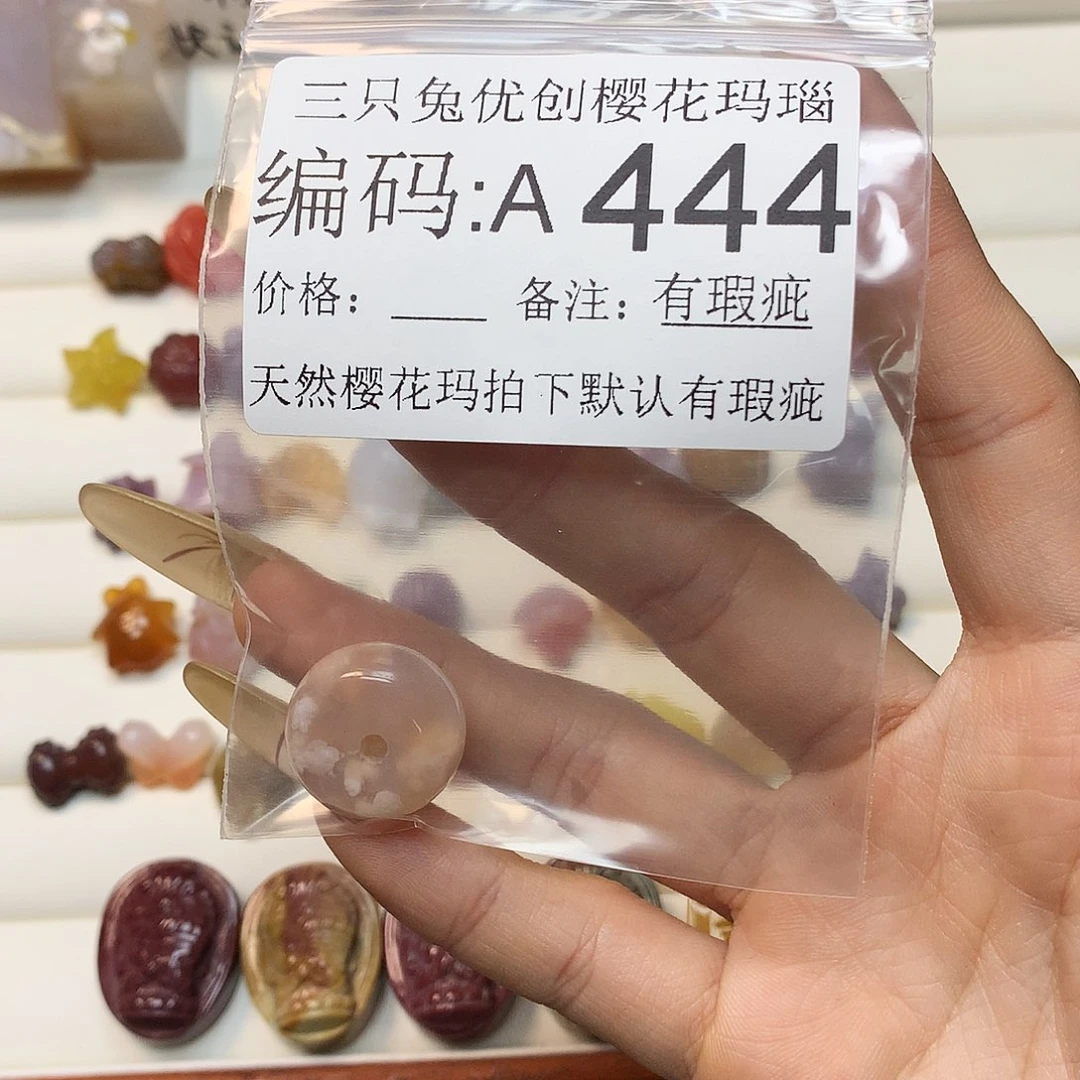 三只兔优创樱花玛瑙
编码:A 444
价格：___ 备注：有瑕疵
天然樱花玛拍下默认有瑕疵